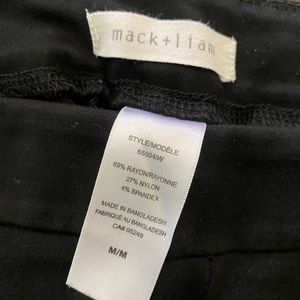 mack+liam
STYLE/MODÈLE
65604IW
69% RAYON/RAYONNE
27% NYLON
4% SPANDEX
MADE IN BANGLADESH
FABRIQUÉ AU BANGLADESH
CA# 05249
M/M